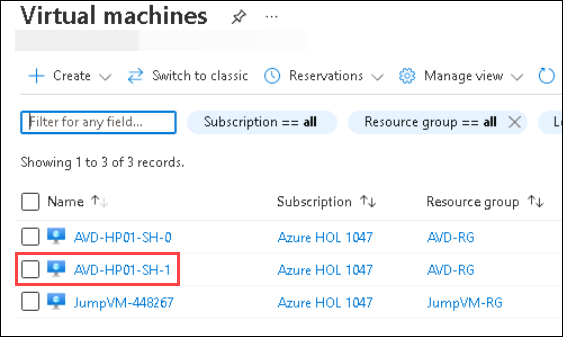 Virtual machines
Create Switch to classic Reservations Manage view
Filter for any field... Subscription == all Resource group == all
Showing 1 to 3 of 3 records.
Name Subscription Resource group
AVD-HP01-SH-0 Azure HOL 1047 AVD-RG
AVD-HP01-SH-1 Azure HOL 1047 AVD-RG
JumpVM-448267 Azure HOL 1047 JumpVM-RG